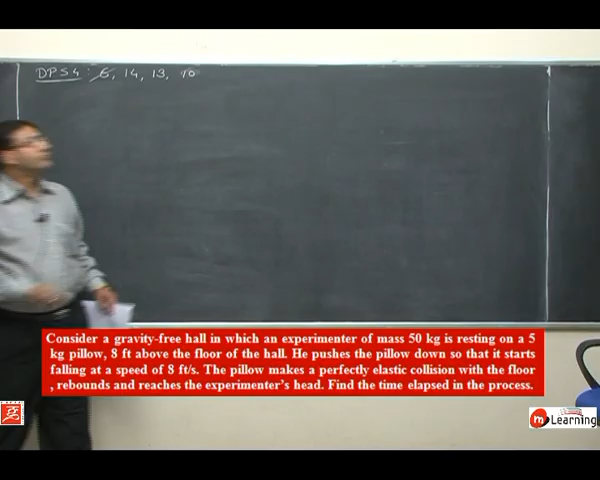 DPS4 : 6, 14, 13, 10
Consider a gravity-free hall in which an experimenter of mass 50 kg is resting on a 5
kg pillow, 8 ft above the floor of the hall. He pushes the pillow down so that it starts
falling at a speed of 8 ft/s. The pillow makes a perfectly elastic collision with the floor
, rebounds and reaches the experimenter's head. Find the time elapsed in the process.
mLearning